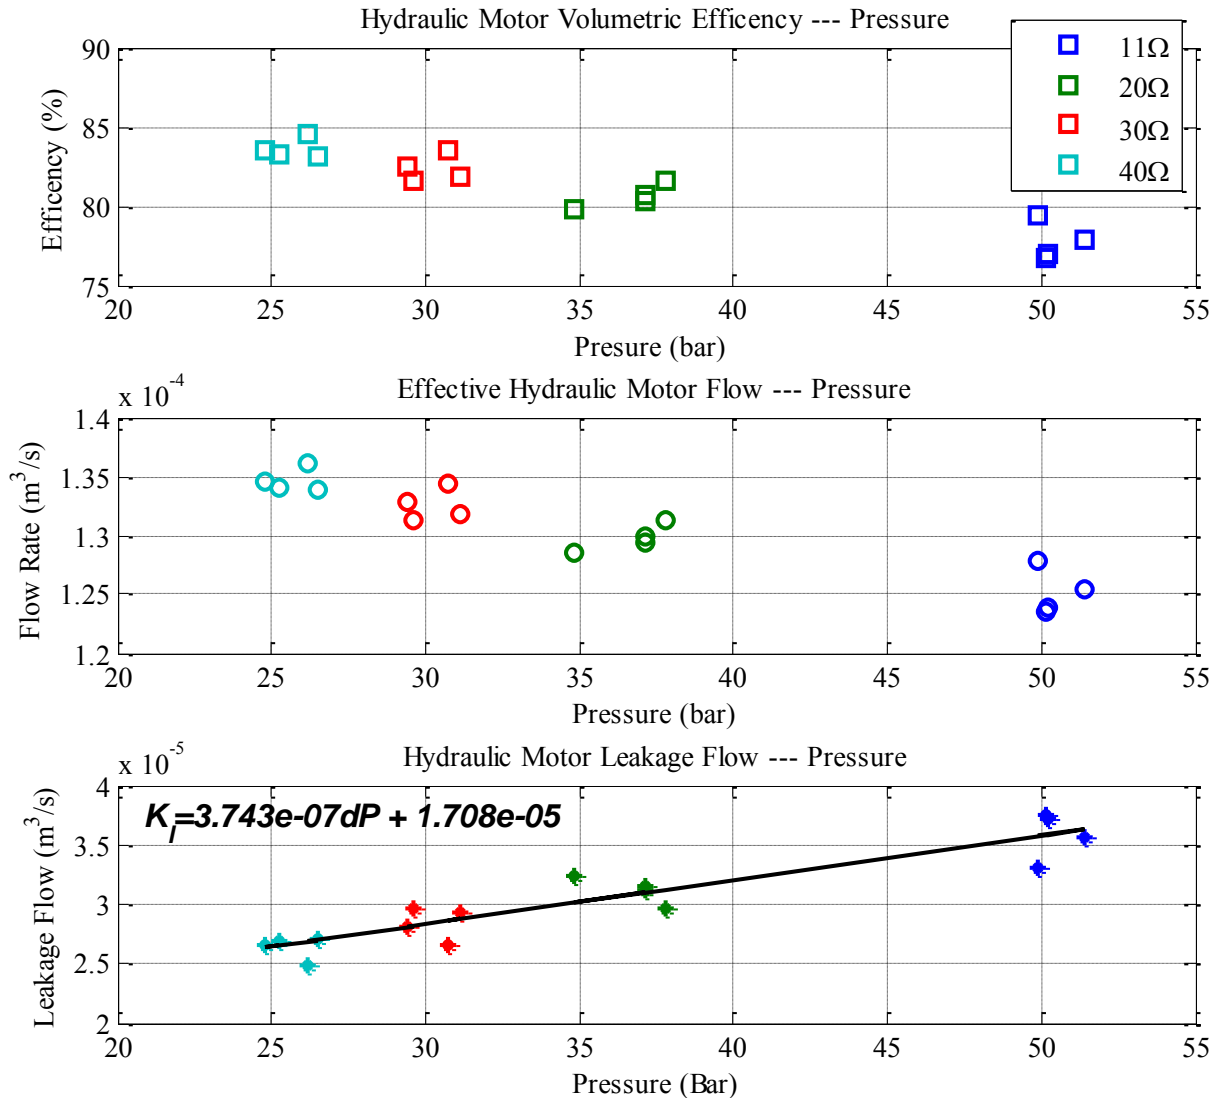 Hydraulic Motor Volumetric Efficency --- Pressure
90
85
80
75
Efficency (%)
20 25 30 35 40 45 50 55
Presure (bar)
11Ω
20Ω
30Ω
40Ω
Effective Hydraulic Motor Flow --- Pressure
x 10^-4
1.4
1.35
1.3
1.25
1.2
Flow Rate (m^3/s)
20 25 30 35 40 45 50 55
Pressure (bar)
Hydraulic Motor Leakage Flow --- Pressure
x 10^-5
K_l=3.743e-07dP + 1.708e-05
4
3.5
3
2.5
2
Leakage Flow (m^3/s)
20 25 30 35 40 45 50 55
Pressure (Bar)